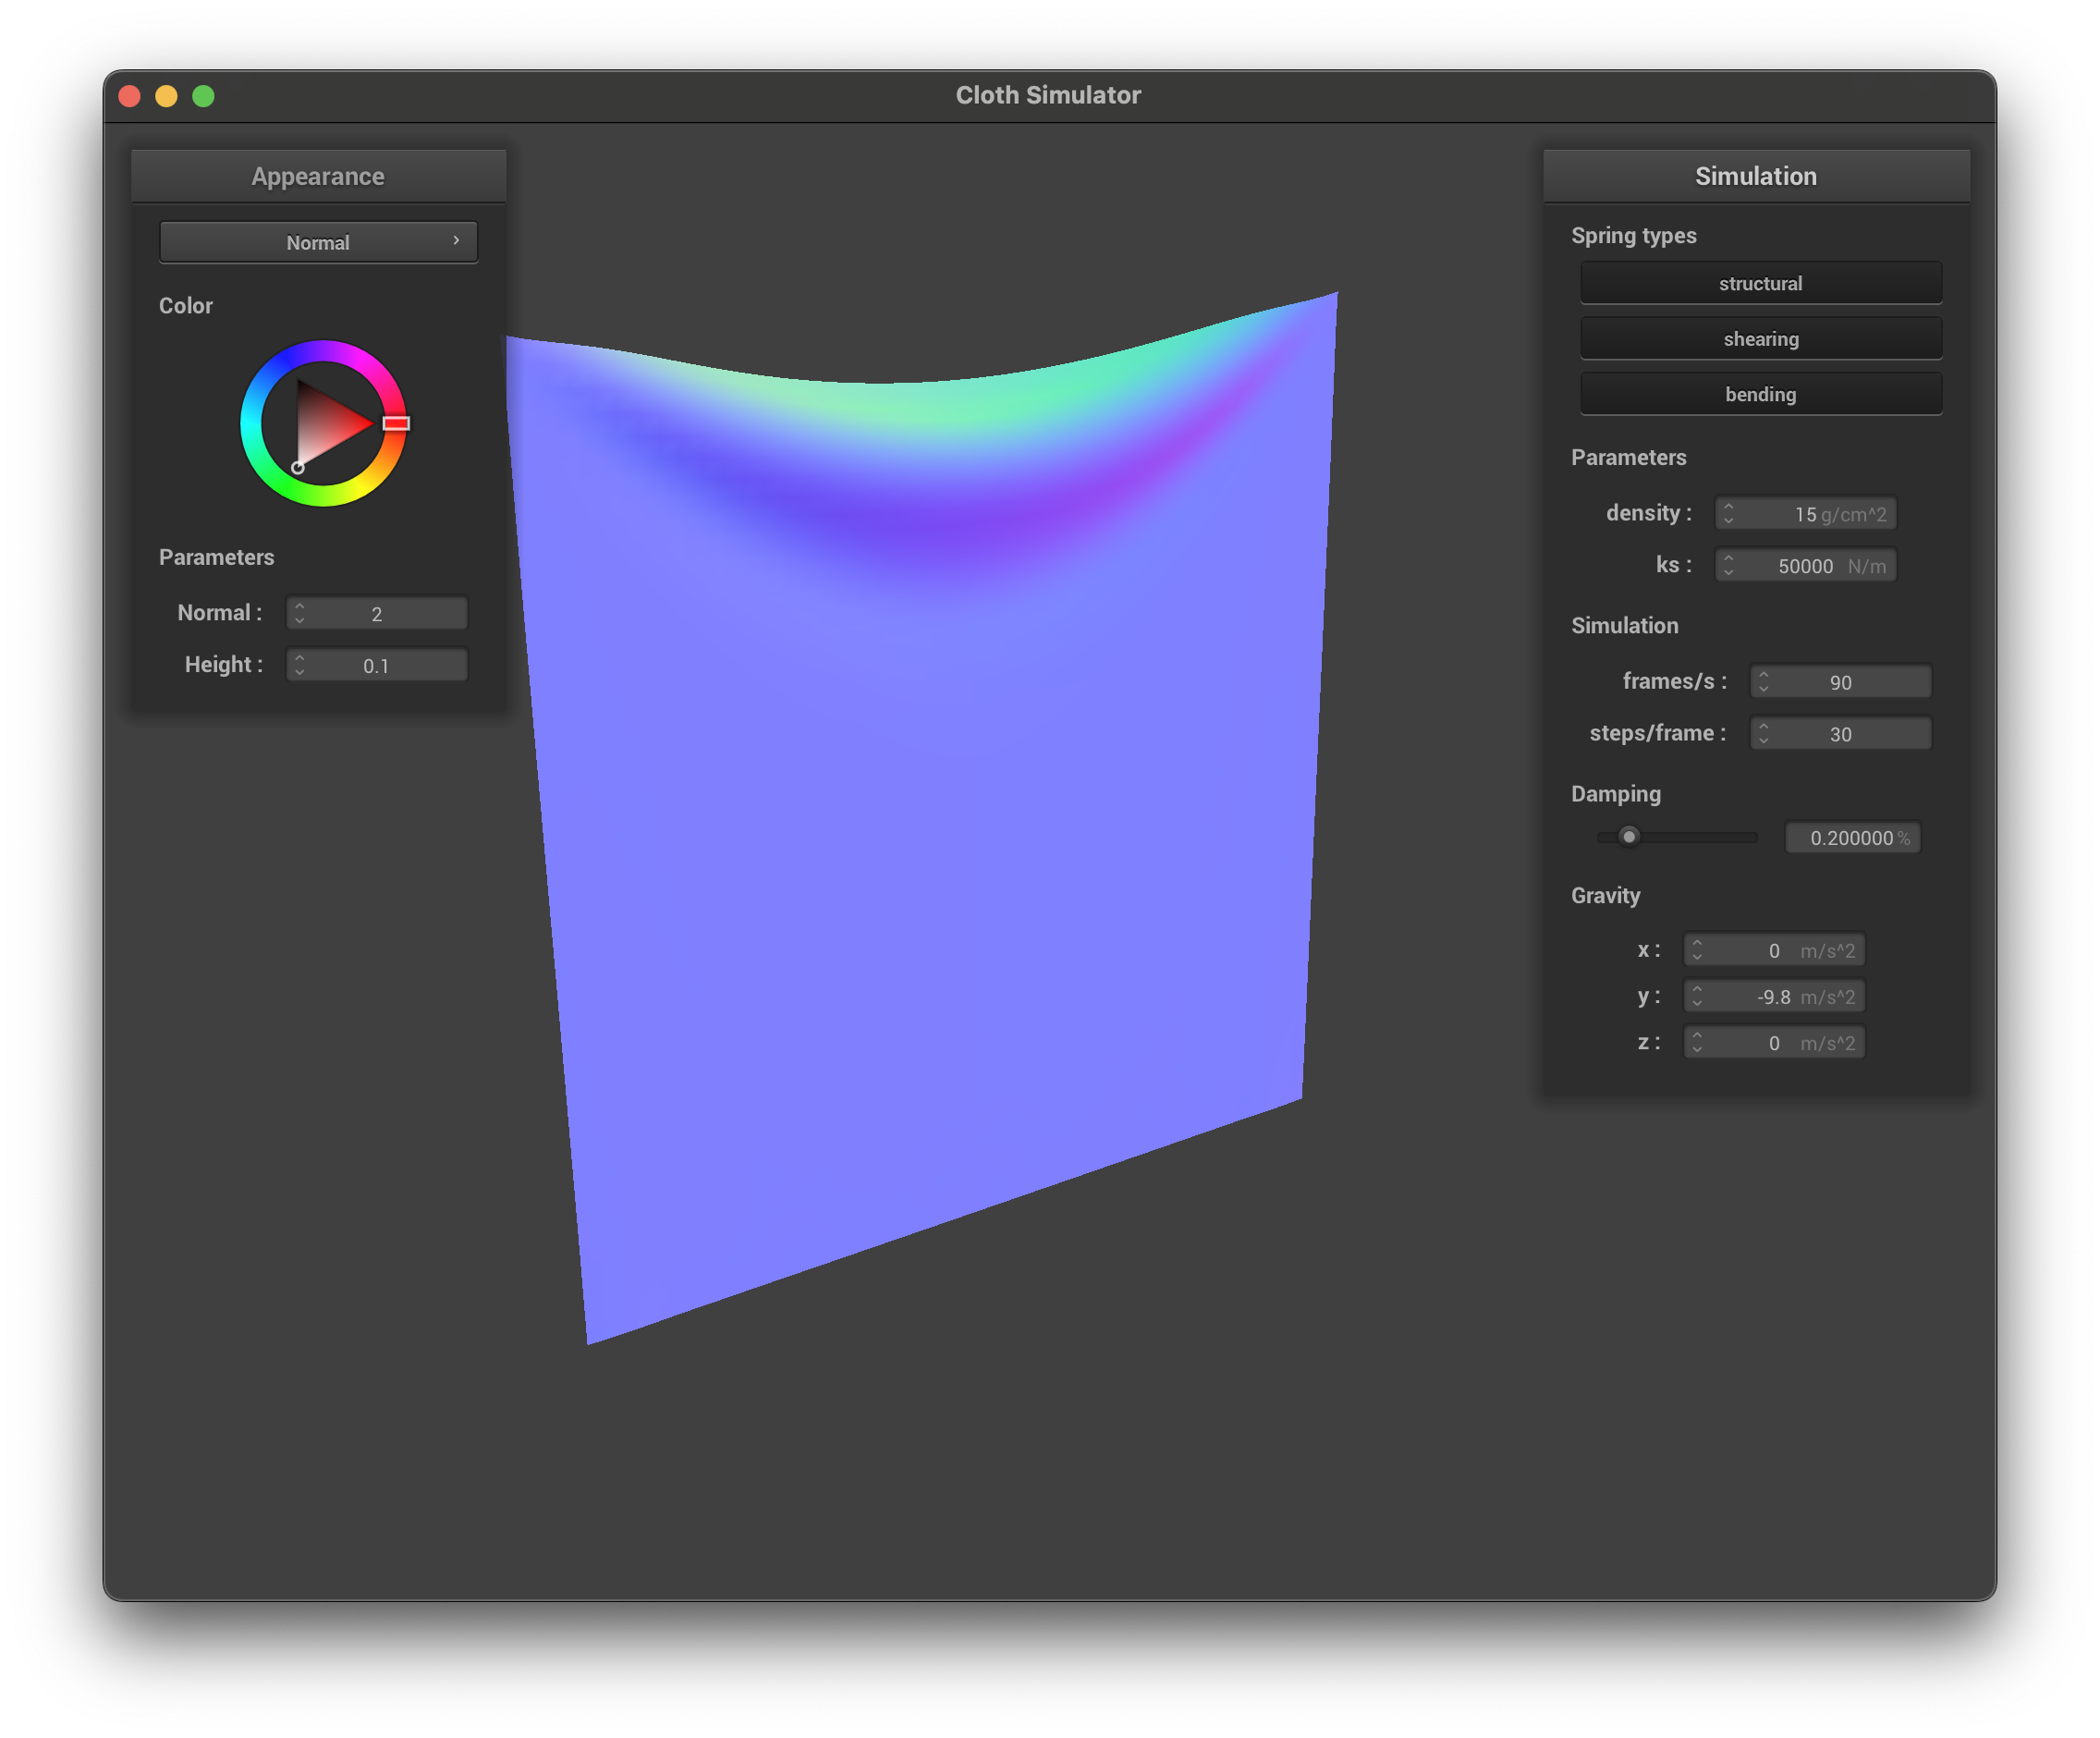 Cloth Simulator
Appearance
Normal
Color
Parameters
Normal : 2
Height : 0.1
Simulation
Spring types
structural
shearing
bending
Parameters
density : 15 g/cm^2
ks : 50000 N/m
Simulation
frames/s : 90
steps/frame : 30
Damping
0.200000 %
Gravity
x : 0 m/s^2
y : -9.8 m/s^2
z : 0 m/s^2